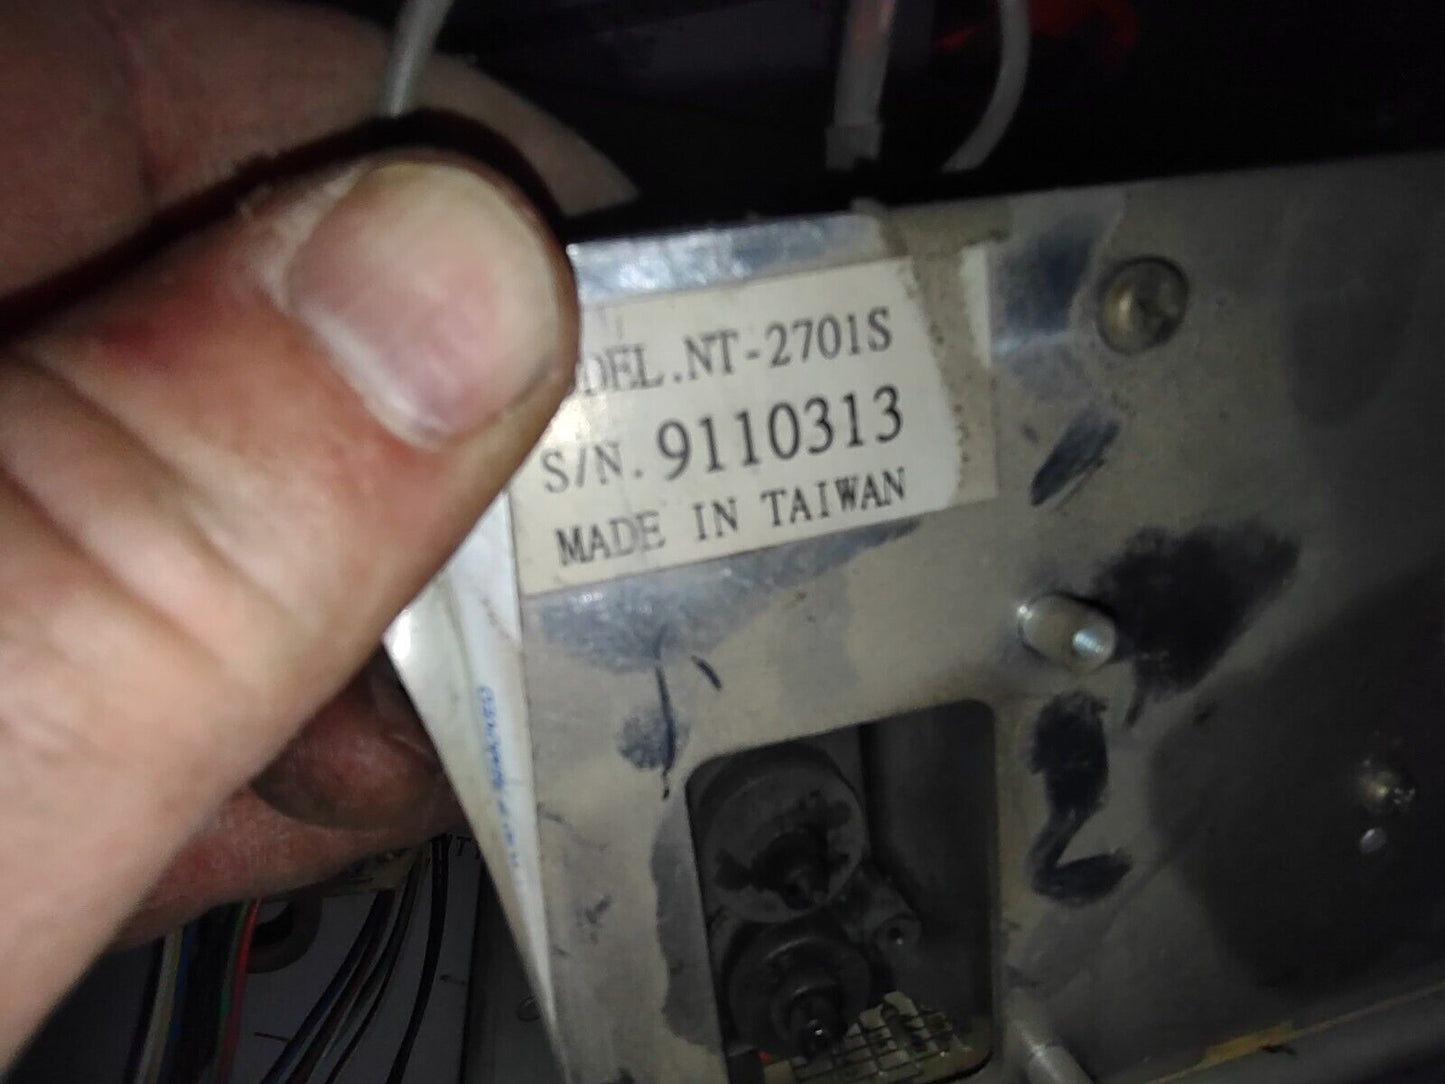 DEL.NT-2701S
S/N. 9110313
MADE IN TAIWAN